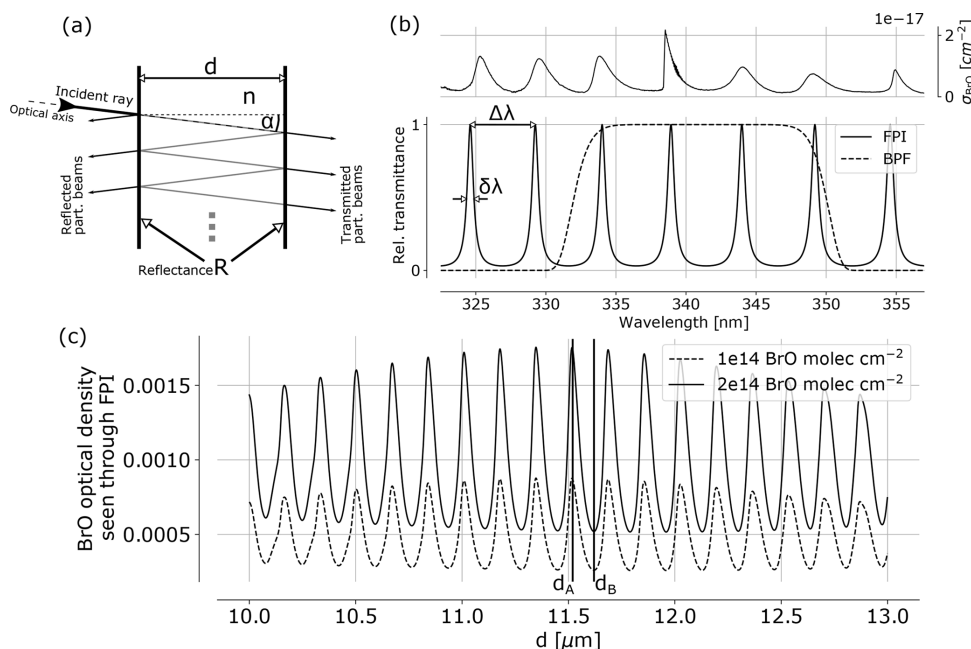 (a)
d
n
Incident ray
Optical axis
α
Reflected
part. beams
Transmitted
part. beams
Reflectance R
(b)
1e−17
2
0
σBrO [cm⁻²]
Δλ
δλ
1
0
Rel. transmittance
FPI
BPF
325 330 335 340 345 350 355
Wavelength [nm]
(c)
1e14 BrO molec cm⁻²
2e14 BrO molec cm⁻²
0.0015
0.0010
0.0005
BrO optical density
seen through FPI
dA dB
10.0 10.5 11.0 11.5 12.0 12.5 13.0
d [μm]